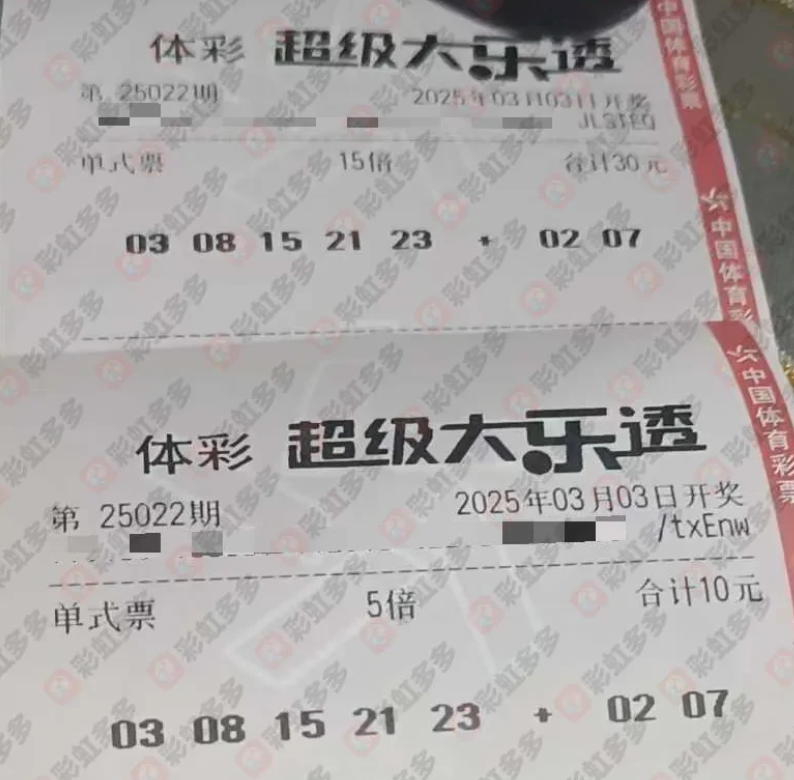 体彩 超级大乐透
第 25022期 2025年03月03日开奖
JLSTEQ
单式票 15倍 合计30元
03 08 15 21 23 + 02 07
体彩 超级大乐透
第 25022期 2025年03月03日开奖
/txEnw
单式票 5倍 合计10元
03 08 15 21 23 + 02 07
中国体育彩票
中国体育彩
中国体育彩票
彩虹多多